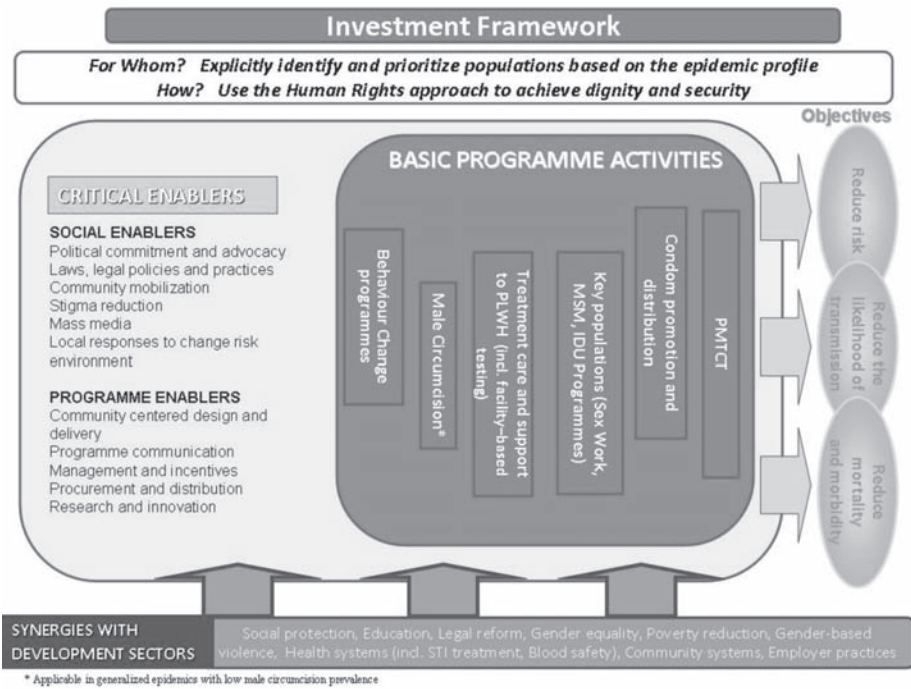 Investment Framework
For Whom? Explicitly identify and prioritize populations based on the epidemic profile
How? Use the Human Rights approach to achieve dignity and security
Objectives
BASIC PROGRAMME ACTIVITIES
CRITICAL ENABLERS
SOCIAL ENABLERS
Political commitment and advocacy
Laws, legal policies and practices
Community mobilization
Stigma reduction
Mass media
Local responses to change risk
environment
PROGRAMME ENABLERS
Community centered design and
delivery
Programme communication
Management and incentives
Procurement and distribution
Research and innovation
Behaviour Change
programmes
Male Circumcision*
Treatment care and support
to PLWH (incl. facility–based
testing)
Key populations (Sex Work,
MSM, IDU Programmes)
Condom promotion and
distribution
PMTCT
Reduce risk
Reduce the
likelihood of
transmission
Reduce
mortality
and morbidity
SYNERGIES WITH
DEVELOPMENT SECTORS
Social protection, Education, Legal reform, Gender equality, Poverty reduction, Gender-based
violence, Health systems (incl. STI treatment, Blood safety), Community systems, Employer practices
* Applicable in generalized epidemics with low male circumcision prevalence